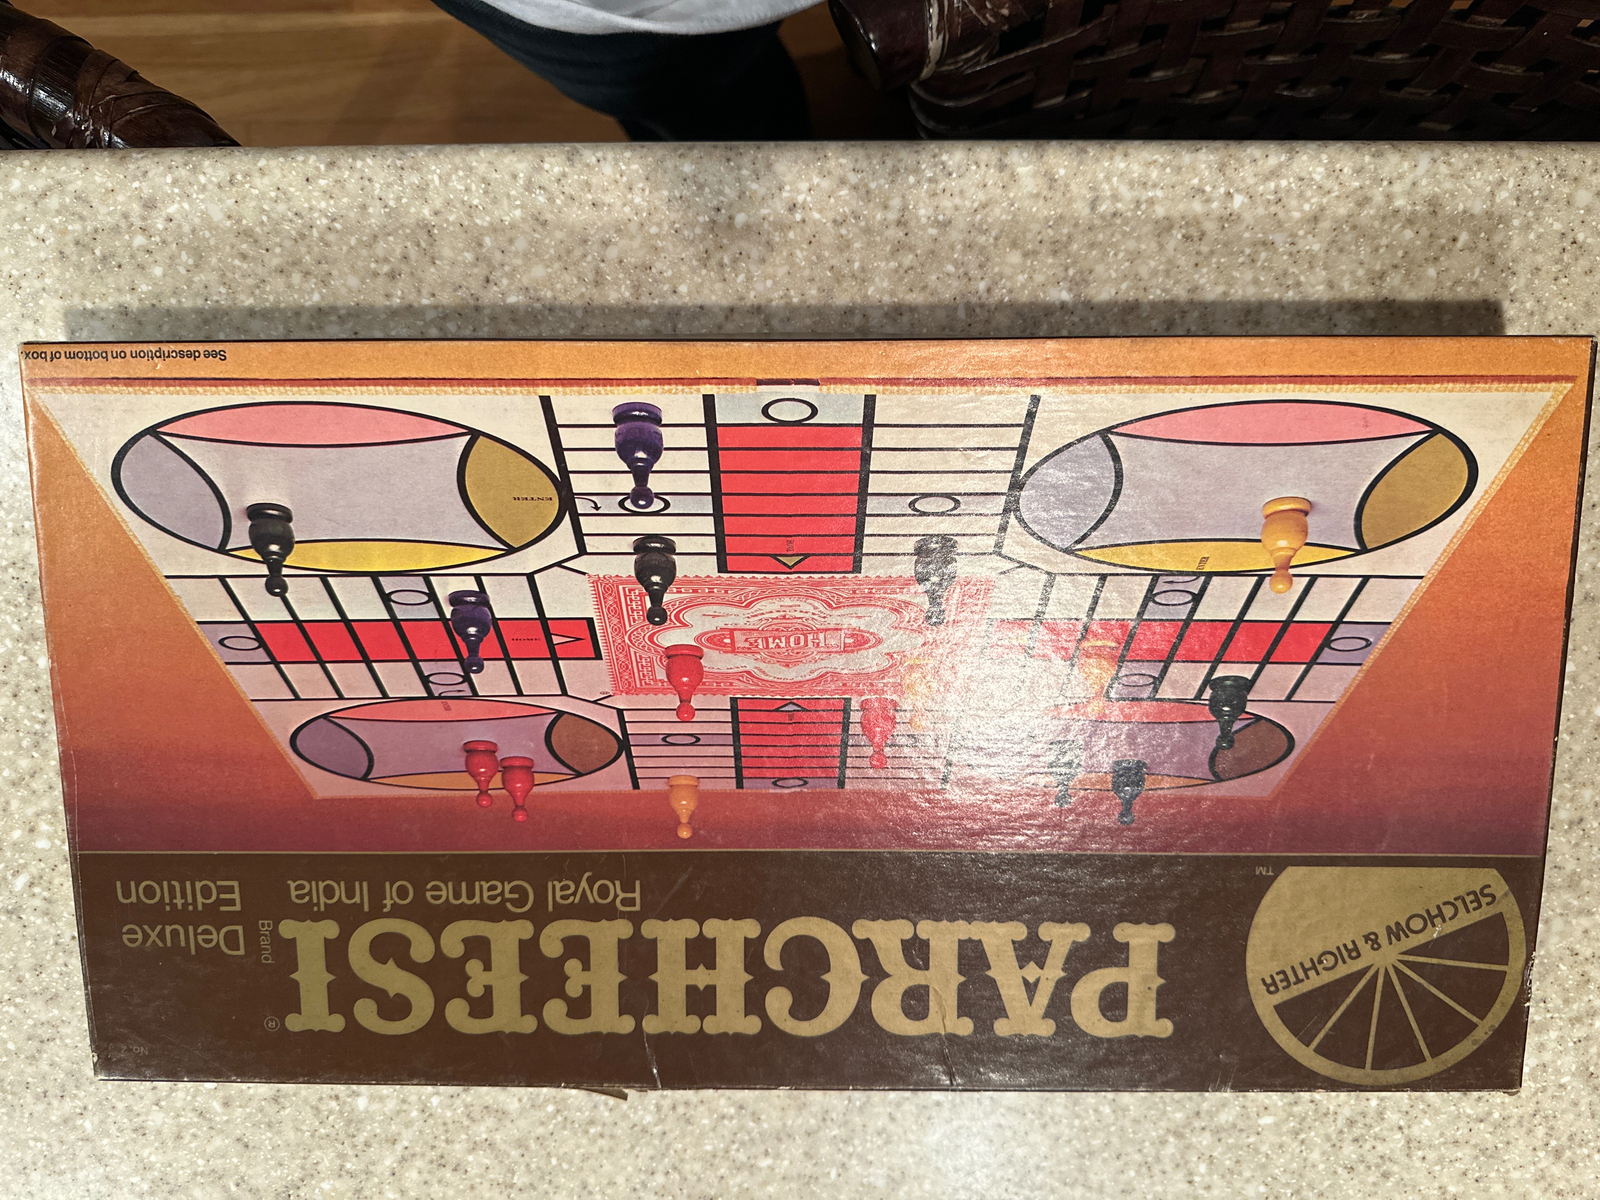 SELCHOW & RIGHTER
TM
PARCHEESI
®
Brand
Royal Game of India
Deluxe
Edition
HOME
HOME
ENTER
ENTER
See description on bottom of box.